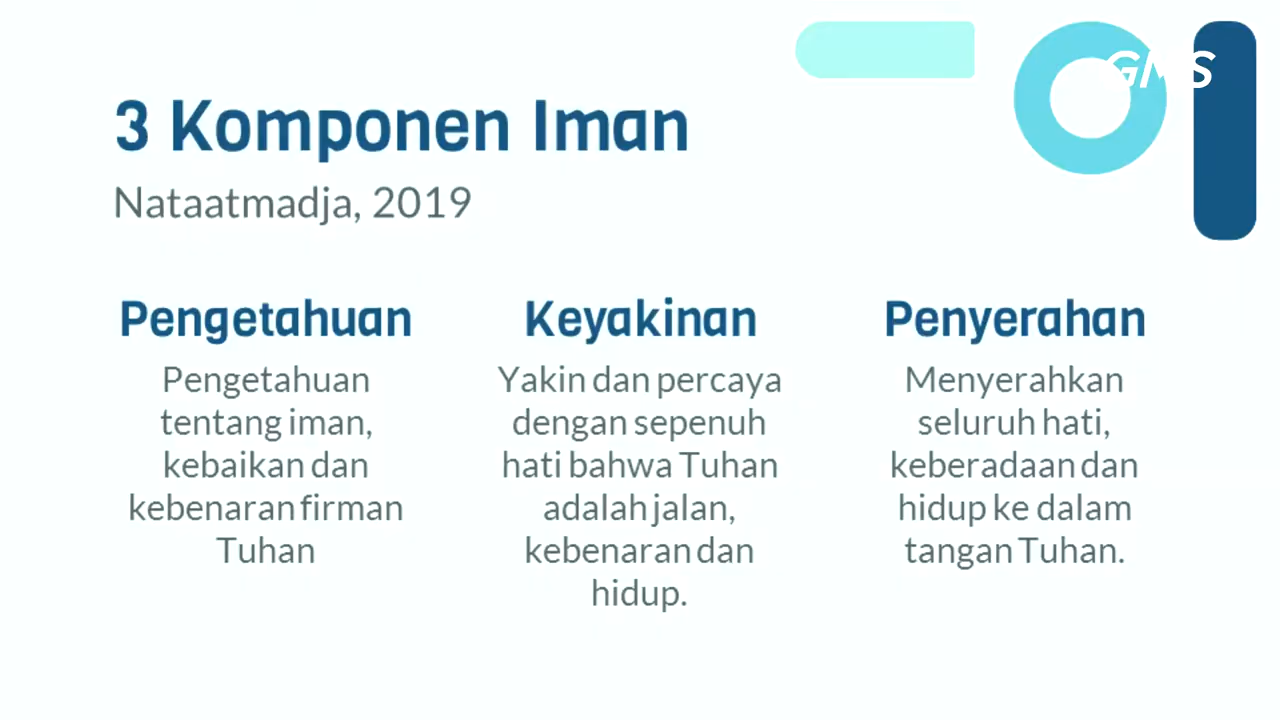 GMS
3 Komponen Iman
Nataatmadja, 2019
Pengetahuan
Pengetahuan
tentang iman,
kebaikan dan
kebenaran firman
Tuhan
Keyakinan
Yakin dan percaya
dengan sepenuh
hati bahwa Tuhan
adalah jalan,
kebenaran dan
hidup.
Penyerahan
Menyerahkan
seluruh hati,
keberadaan dan
hidup ke dalam
tangan Tuhan.